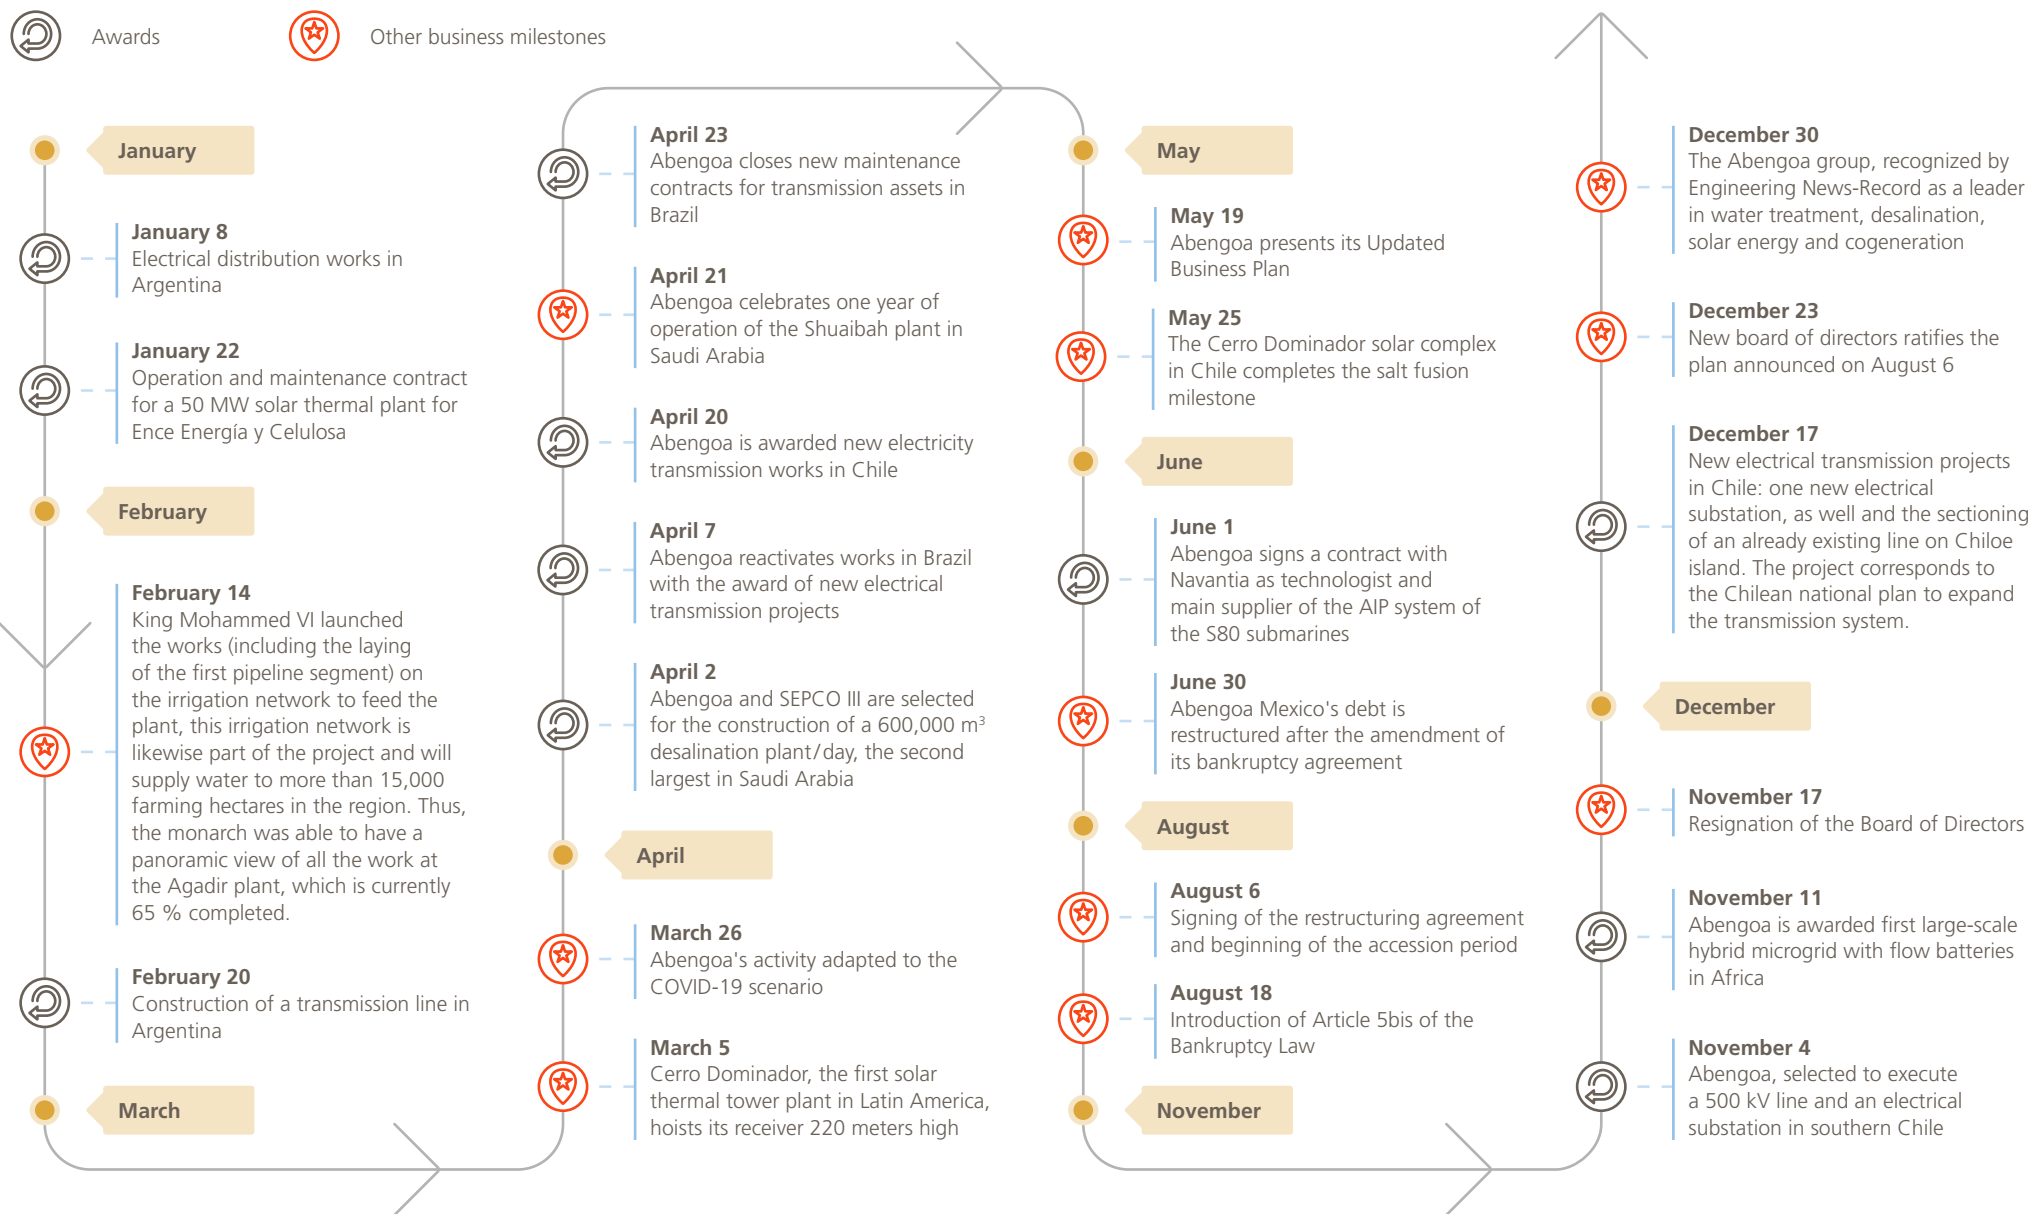 Awards
Other business milestones
January
January 8
Electrical distribution works in
Argentina
January 22
Operation and maintenance contract
for a 50 MW solar thermal plant for
Ence Energía y Celulosa
February
February 14
King Mohammed VI launched
the works (including the laying
of the first pipeline segment) on
the irrigation network to feed the
plant, this irrigation network is
likewise part of the project and will
supply water to more than 15,000
farming hectares in the region. Thus,
the monarch was able to have a
panoramic view of all the work at
the Agadir plant, which is currently
65 % completed.
February 20
Construction of a transmission line in
Argentina
March
April 23
Abengoa closes new maintenance
contracts for transmission assets in
Brazil
April 21
Abengoa celebrates one year of
operation of the Shuaibah plant in
Saudi Arabia
April 20
Abengoa is awarded new electricity
transmission works in Chile
April 7
Abengoa reactivates works in Brazil
with the award of new electrical
transmission projects
April 2
Abengoa and SEPCO III are selected
for the construction of a 600,000 m³
desalination plant/day, the second
largest in Saudi Arabia
April
March 26
Abengoa's activity adapted to the
COVID-19 scenario
March 5
Cerro Dominador, the first solar
thermal tower plant in Latin America,
hoists its receiver 220 meters high
May
May 19
Abengoa presents its Updated
Business Plan
May 25
The Cerro Dominador solar complex
in Chile completes the salt fusion
milestone
June
June 1
Abengoa signs a contract with
Navantia as technologist and
main supplier of the AIP system of
the S80 submarines
June 30
Abengoa Mexico's debt is
restructured after the amendment of
its bankruptcy agreement
August
August 6
Signing of the restructuring agreement
and beginning of the accession period
August 18
Introduction of Article 5bis of the
Bankruptcy Law
November
December 30
The Abengoa group, recognized by
Engineering News-Record as a leader
in water treatment, desalination,
solar energy and cogeneration
December 23
New board of directors ratifies the
plan announced on August 6
December 17
New electrical transmission projects
in Chile: one new electrical
substation, as well and the sectioning
of an already existing line on Chiloe
island. The project corresponds to
the Chilean national plan to expand
the transmission system.
December
November 17
Resignation of the Board of Directors
November 11
Abengoa is awarded first large-scale
hybrid microgrid with flow batteries
in Africa
November 4
Abengoa, selected to execute
a 500 kV line and an electrical
substation in southern Chile